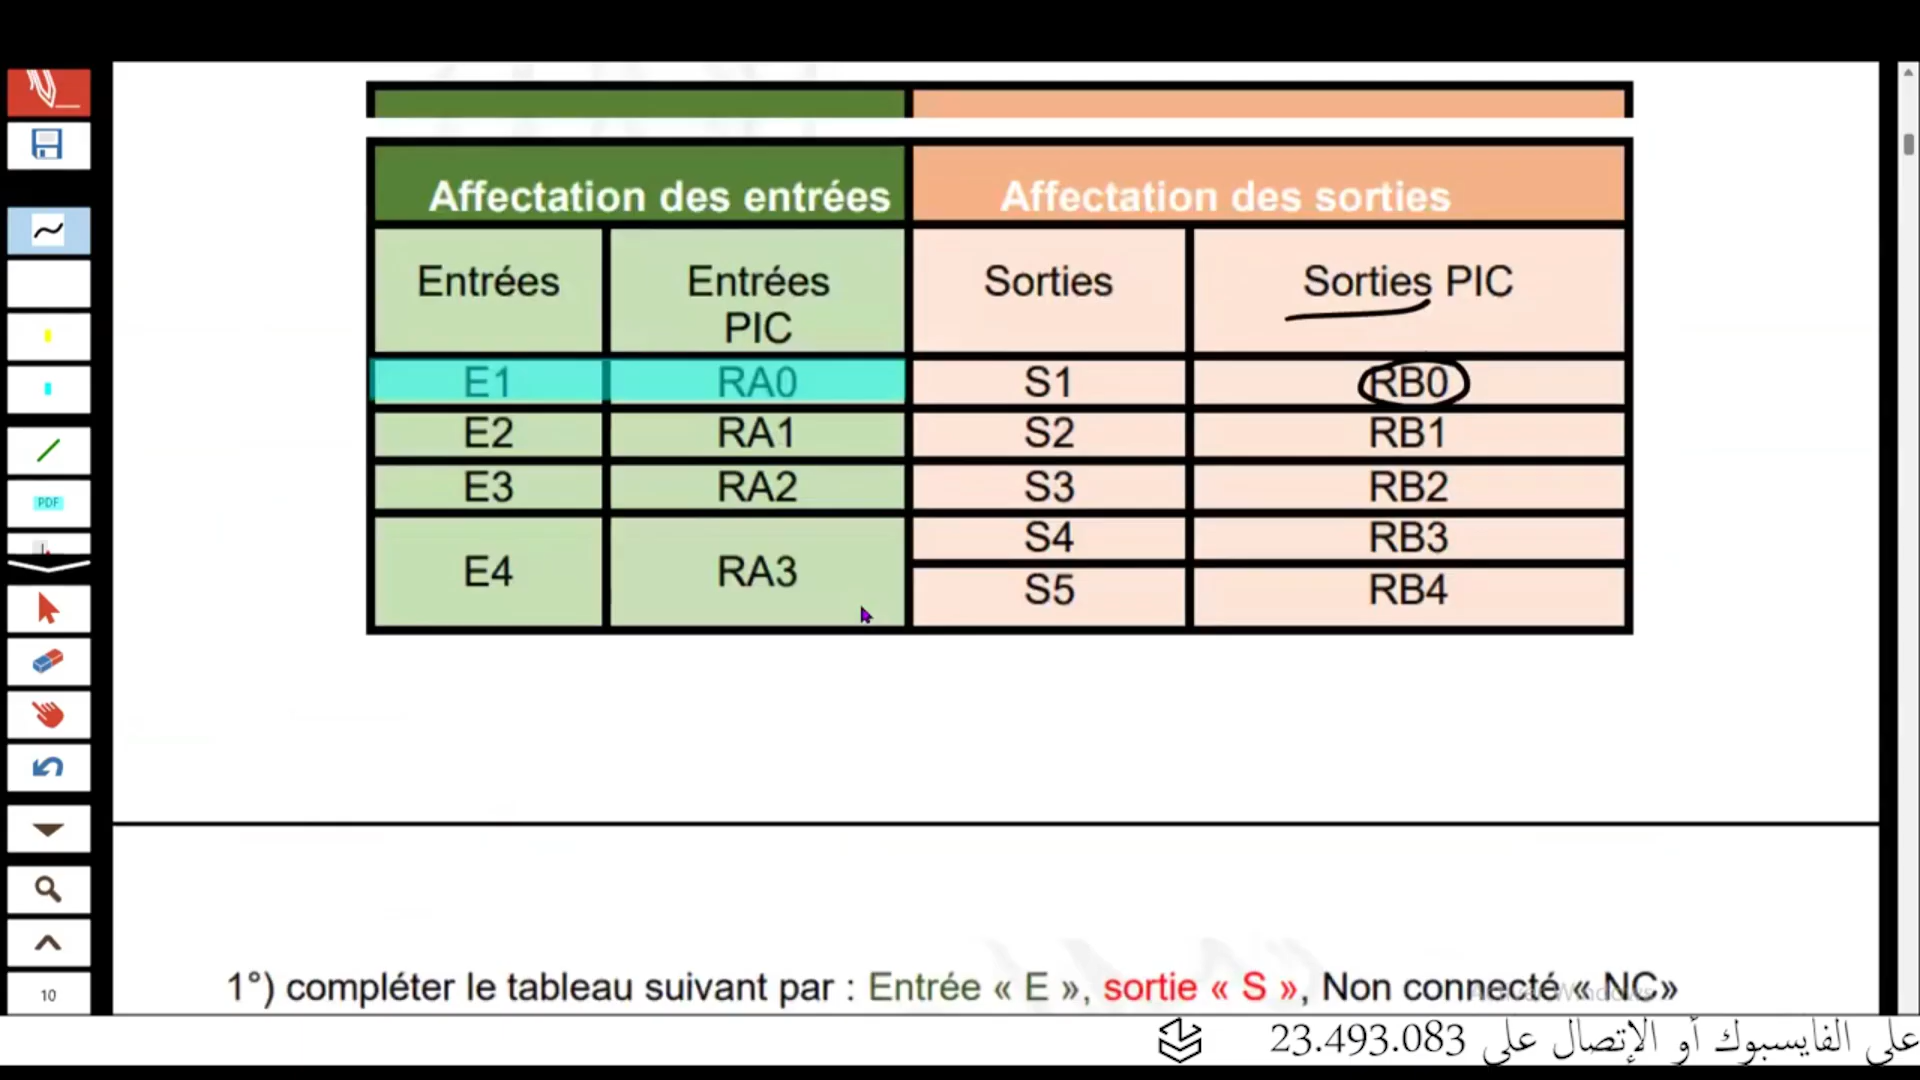 Affectation des entrées Affectation des sorties
Entrées Entrées PIC Sorties Sorties PIC
E1 RA0 S1 RB0
E2 RA1 S2 RB1
E3 RA2 S3 RB2
E4 RA3 S4 RB3
S5 RB4
PDF
10
1°) compléter le tableau suivant par : Entrée « E », sortie « S », Non connecté « NC»
على الفايسبوك أو الإتصال على 23.493.083